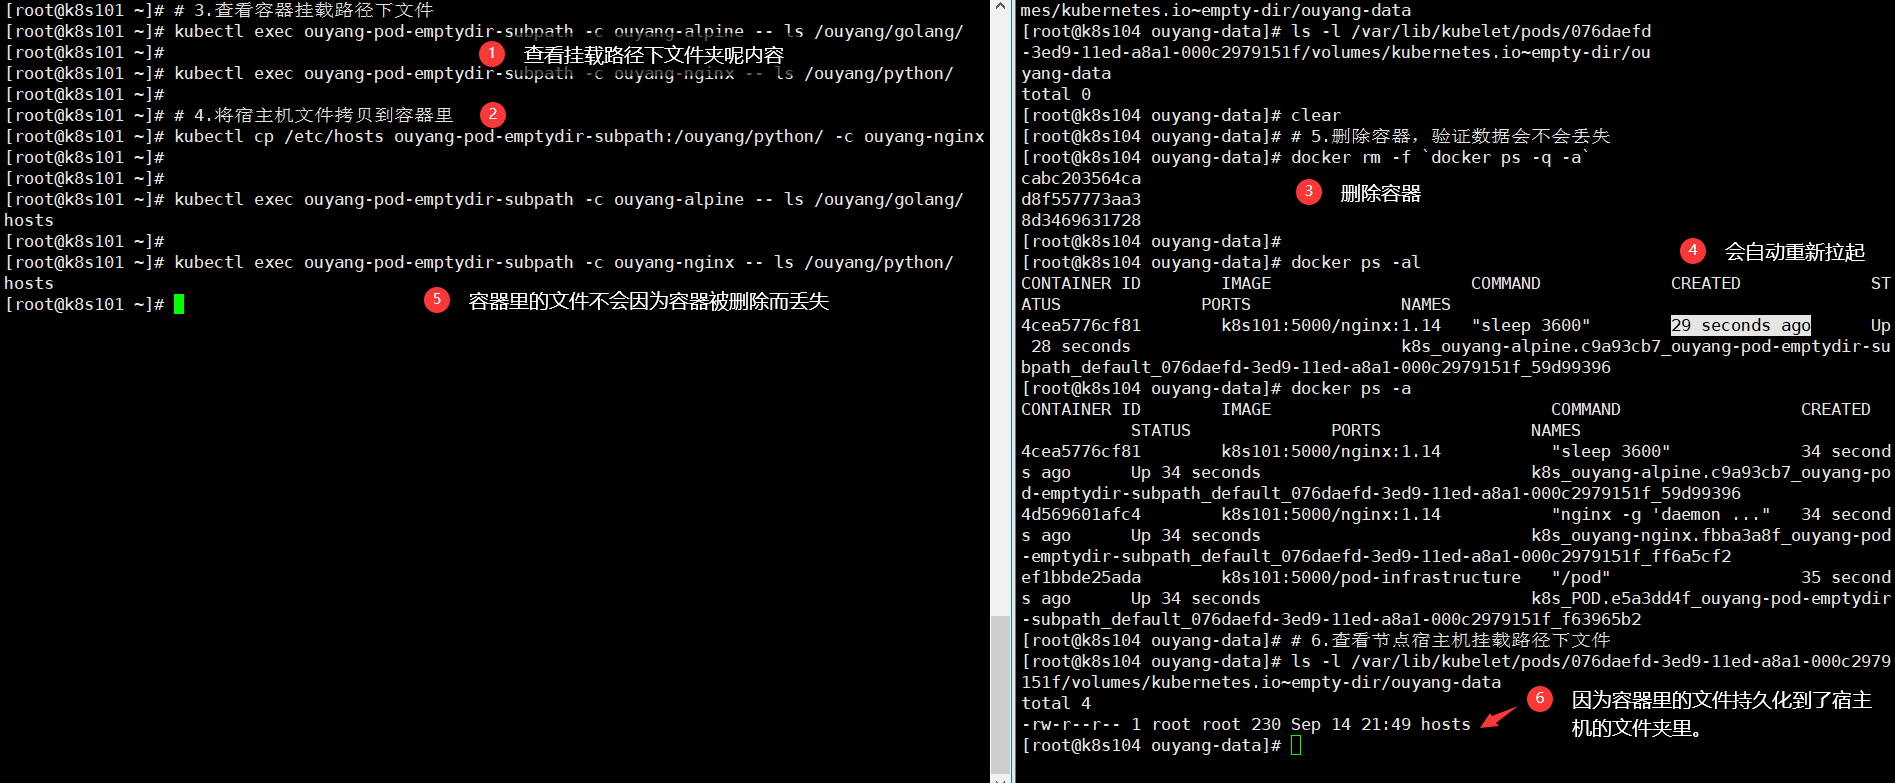 [root@k8s101 ~]# # 3.查看容器挂载路径下文件
[root@k8s101 ~]# kubectl exec ouyang-pod-emptydir-subpath -c ouyang-alpine -- ls /ouyang/golang/
[root@k8s101 ~]#
1 查看挂载路径下文件夹呢内容
[root@k8s101 ~]# kubectl exec ouyang-pod-emptydir-subpath -c ouyang-nginx -- ls /ouyang/python/
[root@k8s101 ~]#
[root@k8s101 ~]# # 4.将宿主机文件拷贝到容器里 2
[root@k8s101 ~]# kubectl cp /etc/hosts ouyang-pod-emptydir-subpath:/ouyang/python/ -c ouyang-nginx
[root@k8s101 ~]#
[root@k8s101 ~]#
[root@k8s101 ~]# kubectl exec ouyang-pod-emptydir-subpath -c ouyang-alpine -- ls /ouyang/golang/
hosts
[root@k8s101 ~]#
[root@k8s101 ~]# kubectl exec ouyang-pod-emptydir-subpath -c ouyang-nginx -- ls /ouyang/python/
hosts
[root@k8s101 ~]#
5 容器里的文件不会因为容器被删除而丢失
mes/kubernetes.io~empty-dir/ouyang-data
[root@k8s104 ouyang-data]# ls -l /var/lib/kubelet/pods/076daefd
-3ed9-11ed-a8a1-000c2979151f/volumes/kubernetes.io~empty-dir/ou
yang-data
total 0
[root@k8s104 ouyang-data]# clear
[root@k8s104 ouyang-data]# # 5.删除容器，验证数据会不会丢失
[root@k8s104 ouyang-data]# docker rm -f `docker ps -q -a`
cabc203564ca
d8f557773aa3
3 删除容器
8d3469631728
[root@k8s104 ouyang-data]#
4 会自动重新拉起
[root@k8s104 ouyang-data]# docker ps -al
CONTAINER ID IMAGE COMMAND CREATED ST
ATUS PORTS NAMES
4cea5776cf81 k8s101:5000/nginx:1.14 "sleep 3600" 29 seconds ago Up
28 seconds k8s_ouyang-alpine.c9a93cb7_ouyang-pod-emptydir-su
bpath_default_076daefd-3ed9-11ed-a8a1-000c2979151f_59d99396
[root@k8s104 ouyang-data]# docker ps -a
CONTAINER ID IMAGE COMMAND CREATED
STATUS PORTS NAMES
4cea5776cf81 k8s101:5000/nginx:1.14 "sleep 3600" 34 second
s ago Up 34 seconds k8s_ouyang-alpine.c9a93cb7_ouyang-po
d-emptydir-subpath_default_076daefd-3ed9-11ed-a8a1-000c2979151f_59d99396
4d569601afc4 k8s101:5000/nginx:1.14 "nginx -g 'daemon ..." 34 second
s ago Up 34 seconds k8s_ouyang-nginx.fbba3a8f_ouyang-pod
-emptydir-subpath_default_076daefd-3ed9-11ed-a8a1-000c2979151f_ff6a5cf2
ef1bbde25ada k8s101:5000/pod-infrastructure "/pod" 35 second
s ago Up 34 seconds k8s_POD.e5a3dd4f_ouyang-pod-emptydir
-subpath_default_076daefd-3ed9-11ed-a8a1-000c2979151f_f63965b2
[root@k8s104 ouyang-data]# # 6.查看节点宿主机挂载路径下文件
[root@k8s104 ouyang-data]# ls -l /var/lib/kubelet/pods/076daefd-3ed9-11ed-a8a1-000c2979
151f/volumes/kubernetes.io~empty-dir/ouyang-data
total 4
-rw-r--r-- 1 root root 230 Sep 14 21:49 hosts
[root@k8s104 ouyang-data]#
6 因为容器里的文件持久化到了宿主
机的文件夹里。